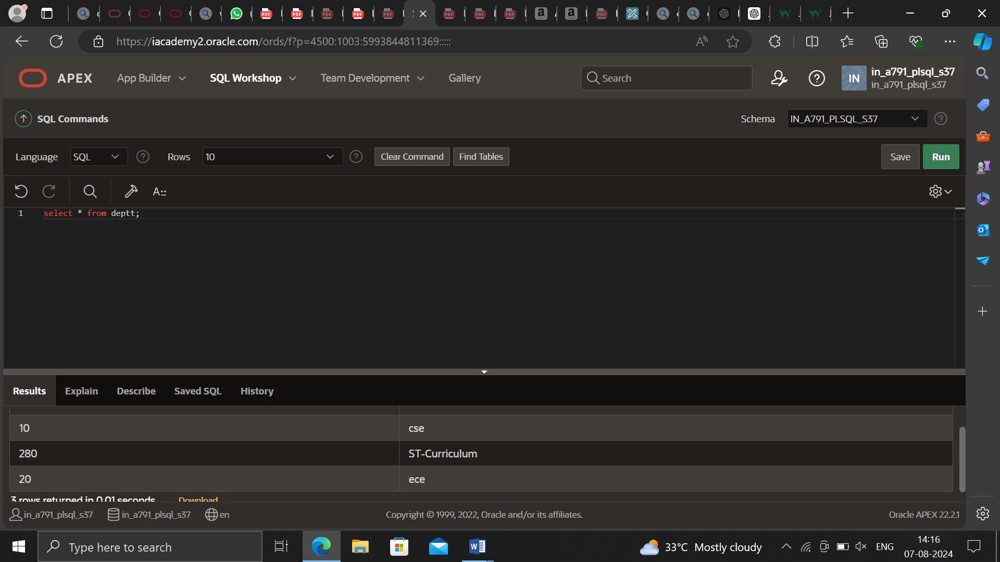 https://iacademy2.oracle.com/ords/f?p=4500:1003:5993844811369:::::
APEX App Builder SQL Workshop Team Development Gallery Search IN in_a791_plsql_s37
in_a791_plsql_s37
SQL Commands Schema IN_A791_PLSQL_S37
Language SQL Rows 10 Clear Command Find Tables Save Run
1 select * from deptt;
Results Explain Describe Saved SQL History
10 cse
280 ST-Curriculum
20 ece
3 rows returned in 0.01 seconds Download
in_a791_plsql_s37 in_a791_plsql_s37 en Copyright © 1999, 2022, Oracle and/or its affiliates. Oracle APEX 22.2.1
Type here to search 33°C Mostly cloudy ENG 14:16
07-08-2024